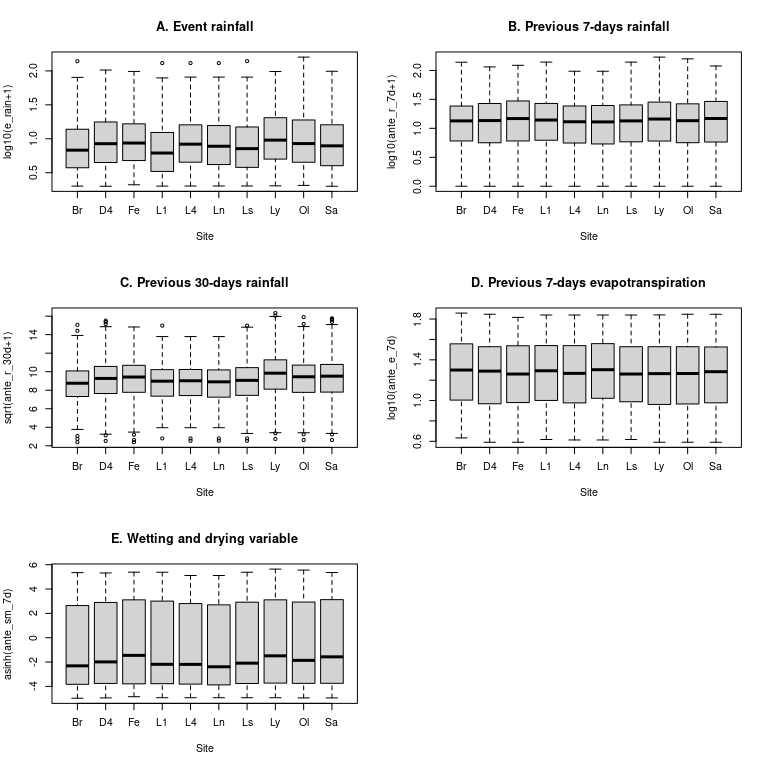 A. Event rainfall
log10(e_rain+1)
2.0
1.5
1.0
0.5
Br D4 Fe L1 L4 Ln Ls Ly Ol Sa
Site
B. Previous 7-days rainfall
log10(ante_r_7d+1)
2.0
1.5
1.0
0.5
0.0
Br D4 Fe L1 L4 Ln Ls Ly Ol Sa
Site
C. Previous 30-days rainfall
sqrt(ante_r_30d+1)
14
10
8
6
4
2
Br D4 Fe L1 L4 Ln Ls Ly Ol Sa
Site
D. Previous 7-days evapotranspiration
log10(ante_e_7d)
1.8
1.4
1.0
0.6
Br D4 Fe L1 L4 Ln Ls Ly Ol Sa
Site
E. Wetting and drying variable
asinh(ante_sm_7d)
6
4
2
0
-2
-4
Br D4 Fe L1 L4 Ln Ls Ly Ol Sa
Site